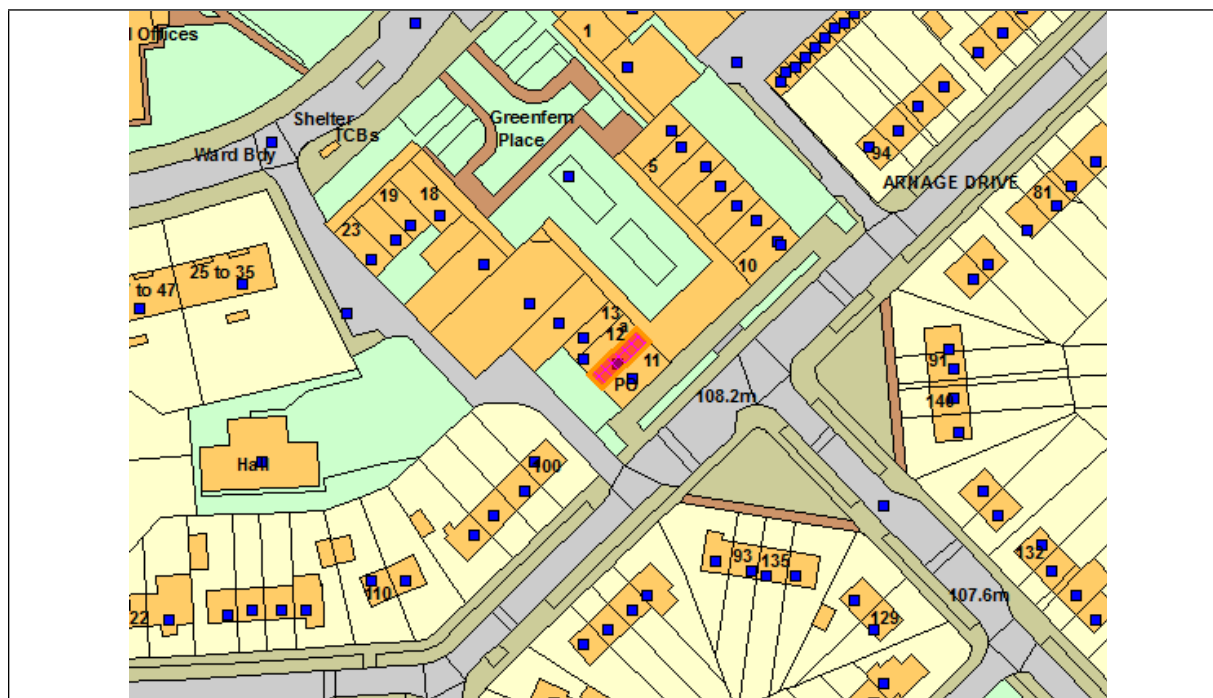 l Offices
1
Shelter
TCBs
Greenfern
Place
Ward Bdy
94
ARNAGE DRIVE
81
5
19
18
23
10
25 to 35
to 47
13
a
12
11
PO
91
108.2m
Hall
100
93
135
132
110
129
107.6m
22